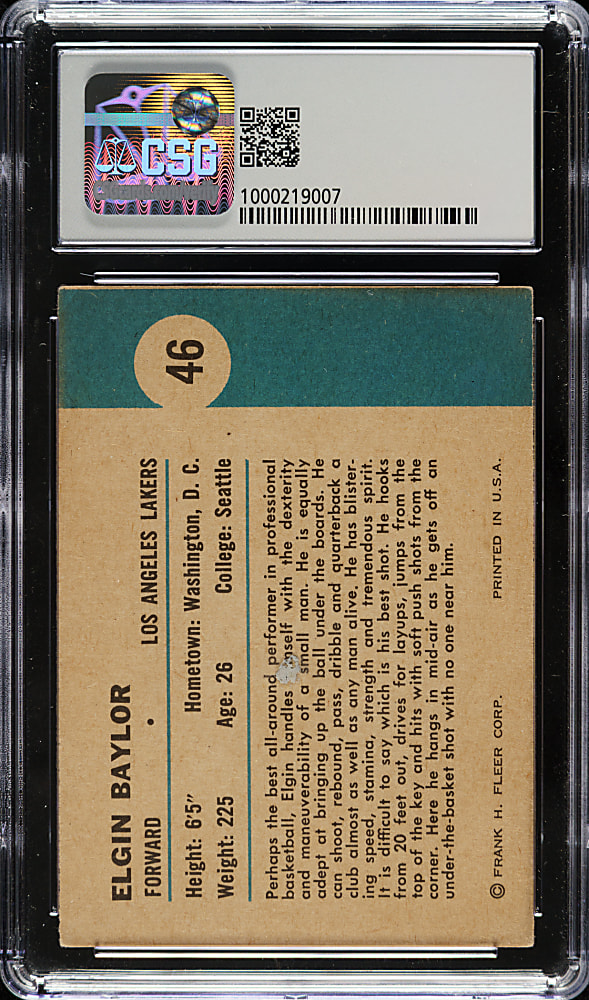 CSG
1000219007
46
ELGIN BAYLOR
FORWARD • LOS ANGELES LAKERS
Height: 6'5" Hometown: Washington, D. C.
Weight: 225 Age: 26 College: Seattle
Perhaps the best all-around performer in professional
basketball, Elgin handles himself with the dexterity
and maneuverability of a small man. He is equally
adept at bringing up the ball under the boards. He
can shoot, rebound, pass, dribble and quarterback a
club almost as well as any man alive. He has blister-
ing speed, stamina, strength and tremendous spirit.
It is difficult to say which is his best shot. He hooks
from 20 feet out, drives for layups, jumps from the
top of the key and hits with soft push shots from the
corner. Here he hangs in mid-air as he gets off an
under-the-basket shot with no one near him.
© FRANK H. FLEER CORP. PRINTED IN U.S.A.